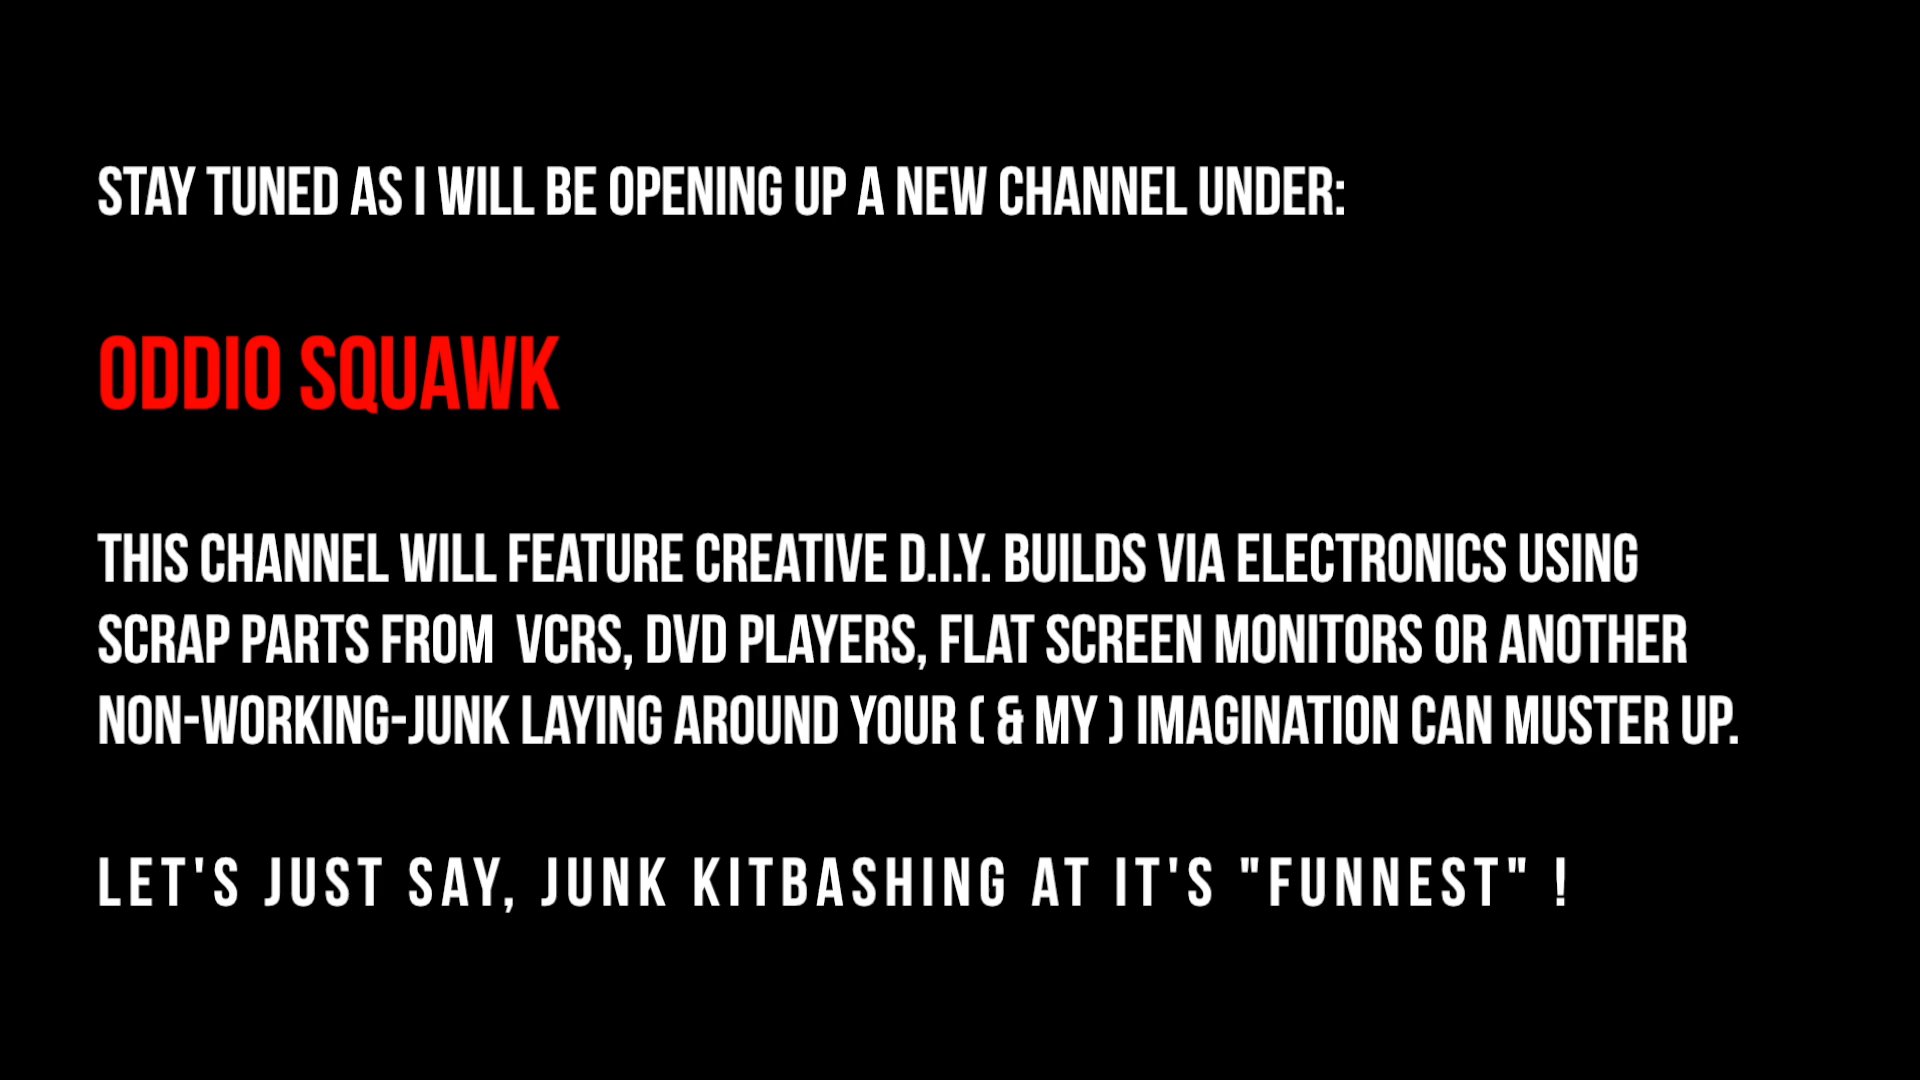 STAY TUNED AS I WILL BE OPENING UP A NEW CHANNEL UNDER:
ODDIO SQUAWK
THIS CHANNEL WILL FEATURE CREATIVE D.I.Y. BUILDS VIA ELECTRONICS USING
SCRAP PARTS FROM  VCRS, DVD PLAYERS, FLAT SCREEN MONITORS OR ANOTHER
NON-WORKING-JUNK LAYING AROUND YOUR ( & MY ) IMAGINATION CAN MUSTER UP.
LET'S JUST SAY, JUNK KITBASHING AT IT'S "FUNNEST" !